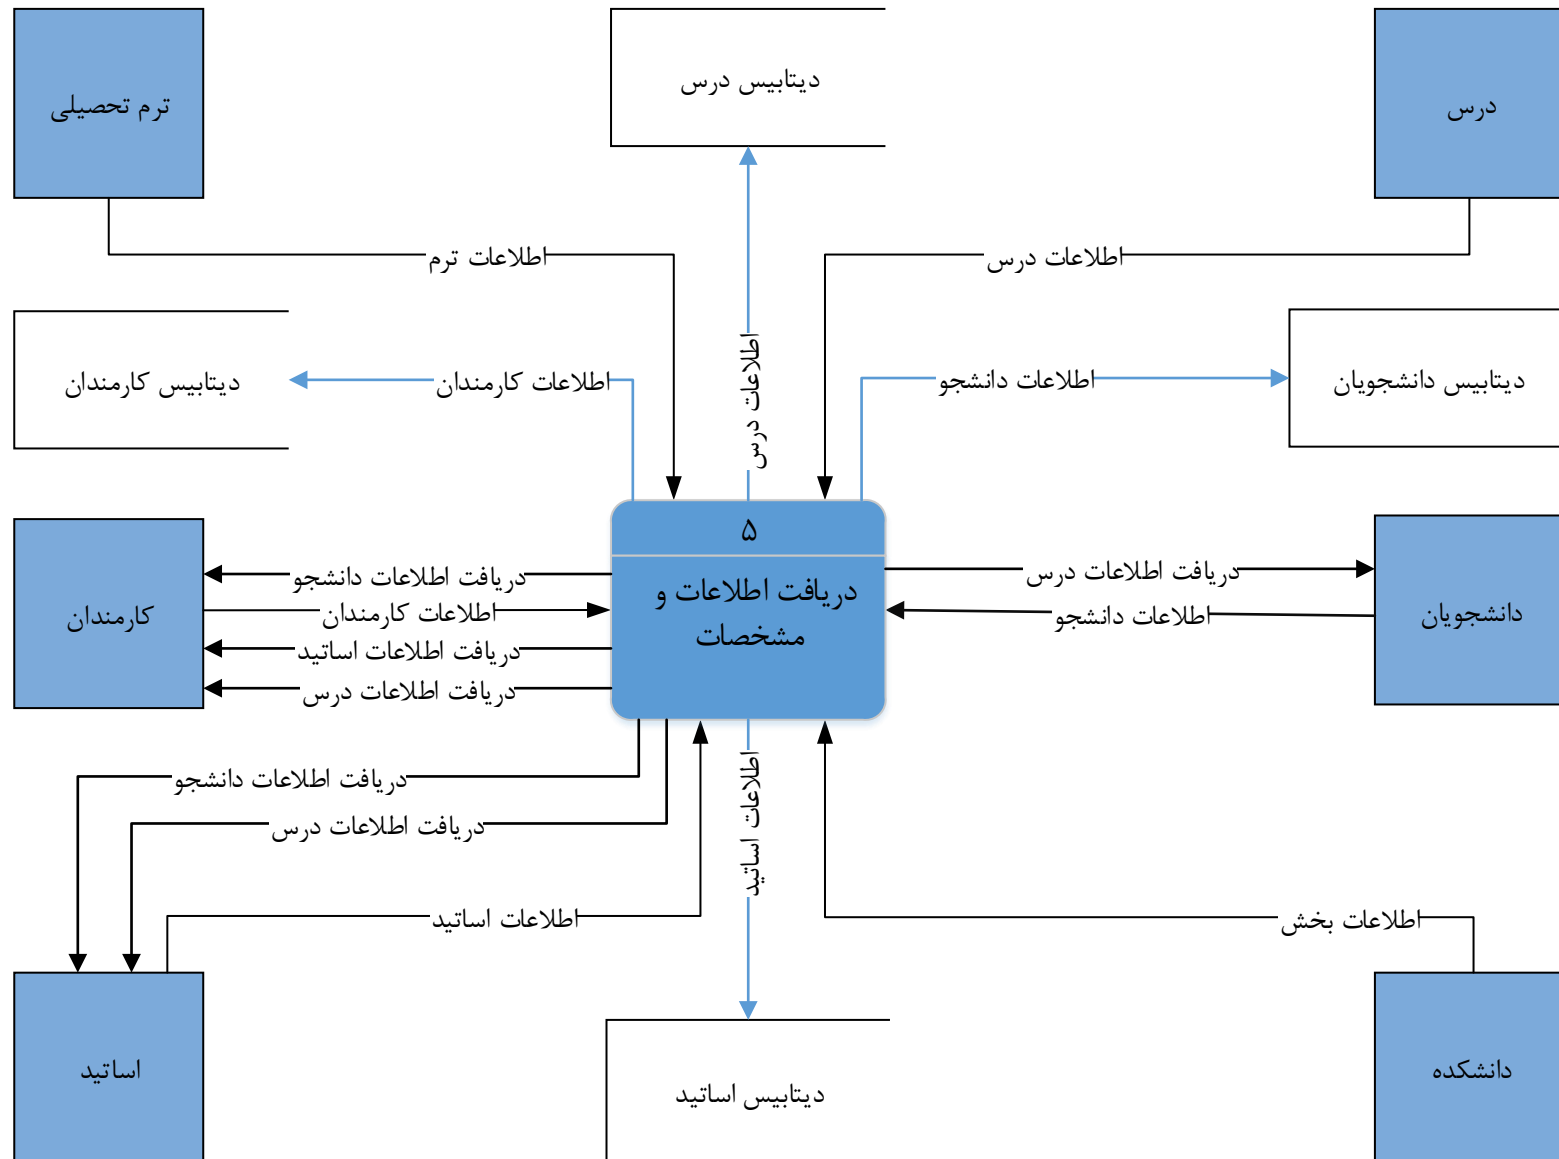 درس
دیتابیس درس
ترم تحصیلی
اطلاعات درس
اطلاعات ترم
دیتابیس دانشجویان
اطلاعات دانشجو
اطلاعات درس
اطلاعات کارمندان
دیتابیس کارمندان
۵
دریافت اطلاعات و
مشخصات
دریافت اطلاعات درس
اطلاعات دانشجو
دانشجویان
دریافت اطلاعات دانشجو
اطلاعات کارمندان
دریافت اطلاعات اساتید
دریافت اطلاعات درس
کارمندان
دریافت اطلاعات دانشجو
دریافت اطلاعات درس
اطلاعات اساتید
اطلاعات بخش
اطلاعات اساتید
دانشکده
دیتابیس اساتید
اساتید